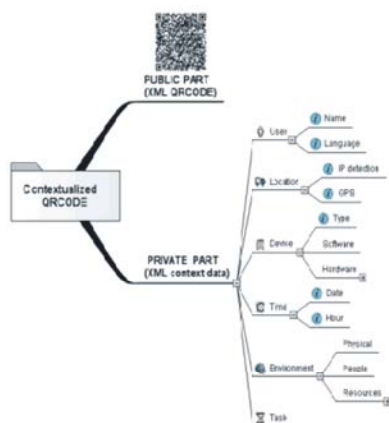 PUBLIC PART
(XML QRCODE)
Contextualized
QRCODE
PRIVATE PART
(XML context data)
User
Name
Language
Location
IP detection
GPS
Device
Type
Software
Hardware
Time
Date
Hour
Environment
Physical
People
Resources
Task